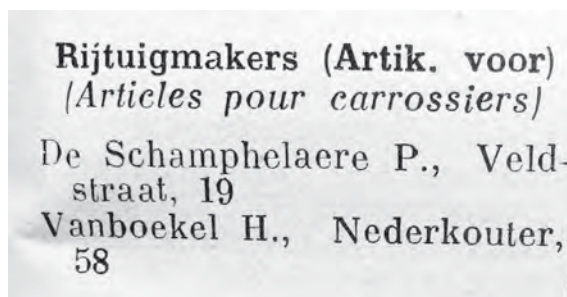 Rijtuigmakers (Artik. voor)
(Articles pour carrossiers)
De Schamphelaere P., Veld-
straat, 19
Vanboekel H., Nederkouter,
58